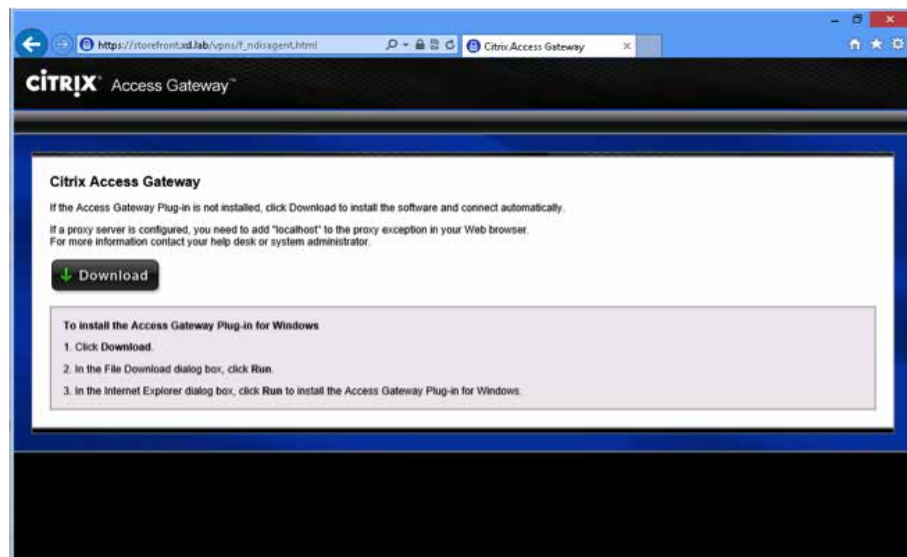 https://storefront.xd.lab/vpns/f_ndisagent.html
Citrix Access Gateway
CİTRIX Access Gateway™
Citrix Access Gateway
If the Access Gateway Plug-in is not installed, click Download to install the software and connect automatically.
If a proxy server is configured, you need to add "localhost" to the proxy exception in your Web browser.
For more information contact your help desk or system administrator.
Download
To install the Access Gateway Plug-in for Windows
1. Click Download.
2. In the File Download dialog box, click Run.
3. In the Internet Explorer dialog box, click Run to install the Access Gateway Plug-in for Windows.